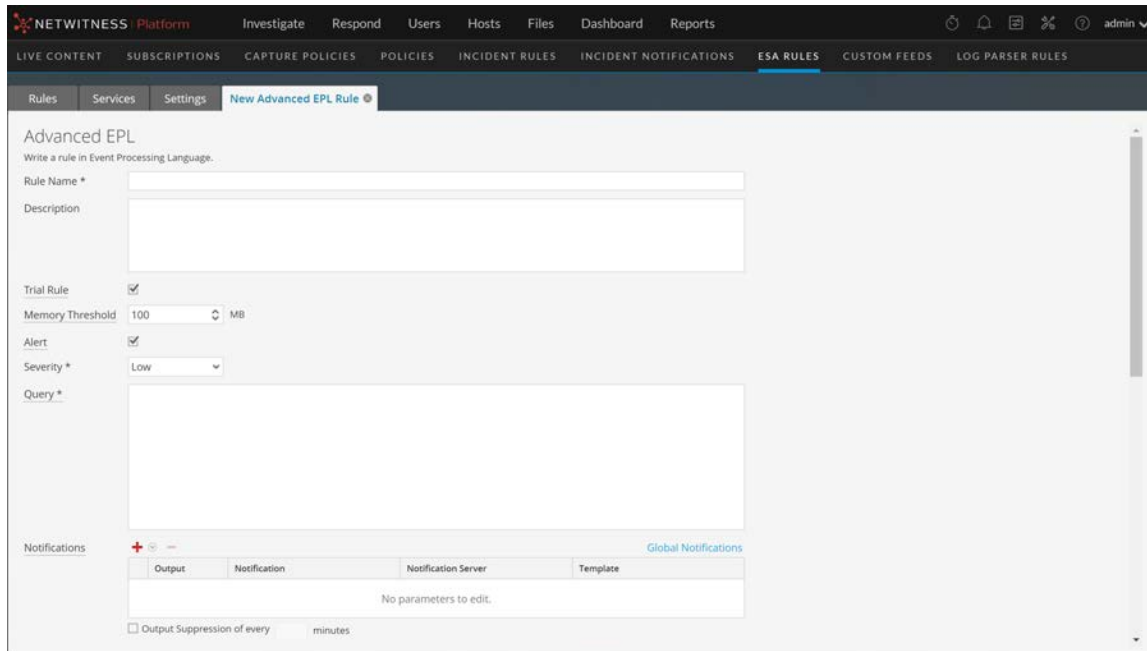 NETWITNESS Platform Investigate Respond Users Hosts Files Dashboard Reports admin
LIVE CONTENT SUBSCRIPTIONS CAPTURE POLICIES POLICIES INCIDENT RULES INCIDENT NOTIFICATIONS ESA RULES CUSTOM FEEDS LOG PARSER RULES
Rules Services Settings New Advanced EPL Rule
Advanced EPL
Write a rule in Event Processing Language.
Rule Name *
Description
Trial Rule
Memory Threshold 100 MB
Alert
Severity * Low
Query *
Notifications Global Notifications
Output Notification Notification Server Template
No parameters to edit.
Output Suppression of every minutes